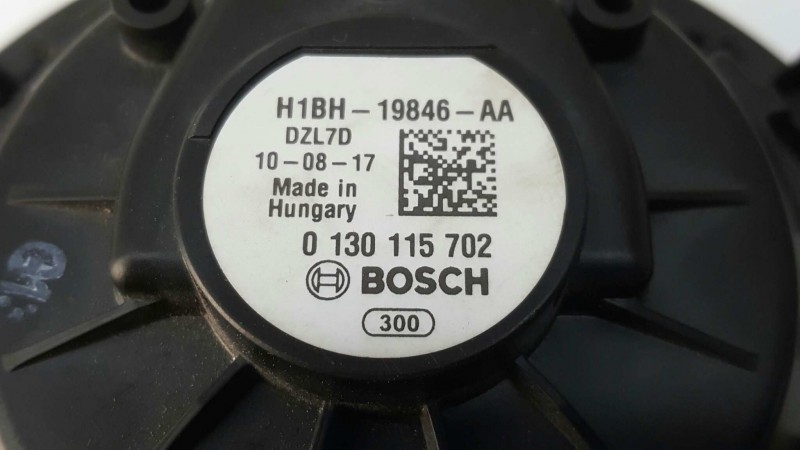 H1BH-19846-AA
DZL7D
10-08-17
Made in
Hungary
0 130 115 702
BOSCH
300